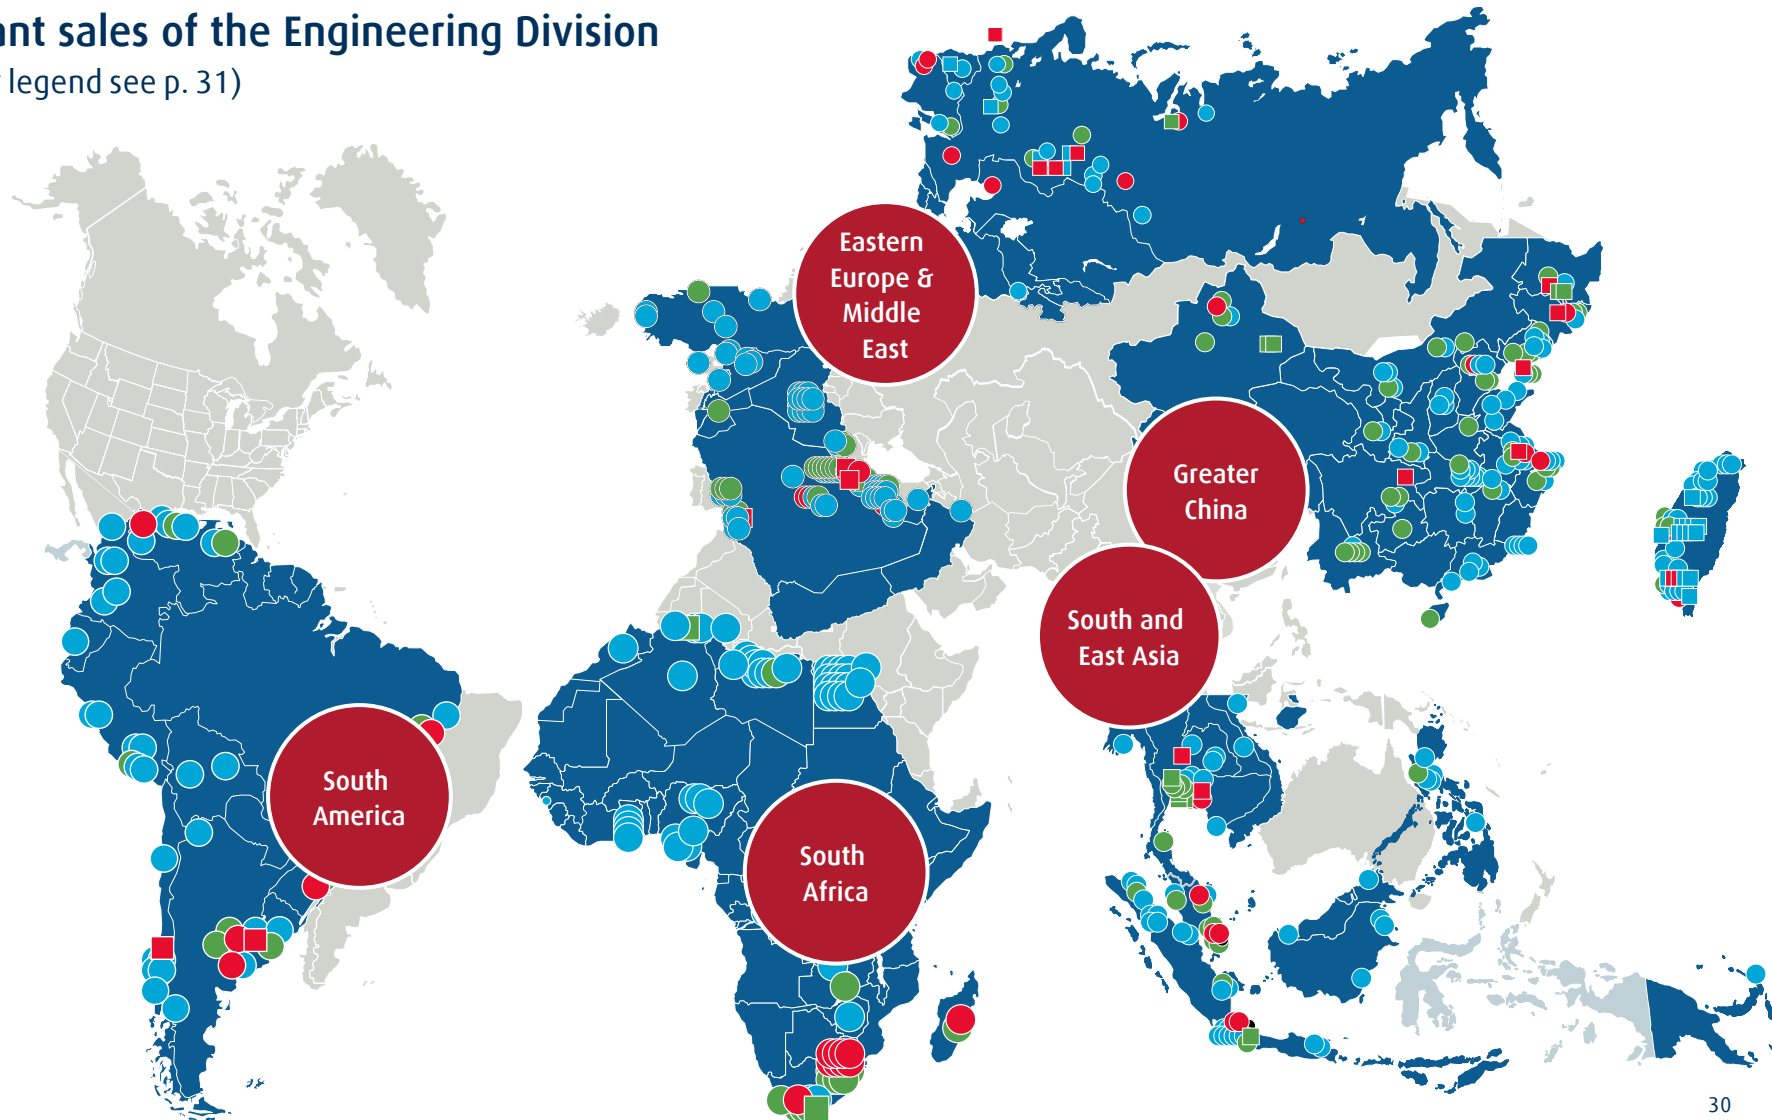 ant sales of the Engineering Division
legend see p. 31)
Eastern
Europe &
Middle
East
Greater
China
South and
East Asia
South
America
South
Africa
30